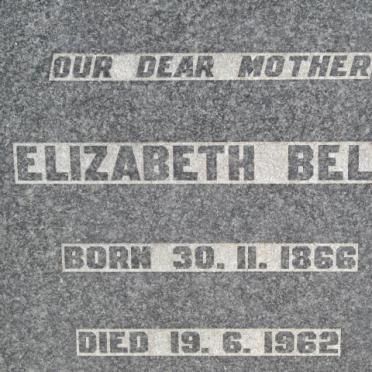 OUR DEAR MOTHER
ELIZABETH BEL
BORN 30. 11. 1866
DIED 19. 6. 1962